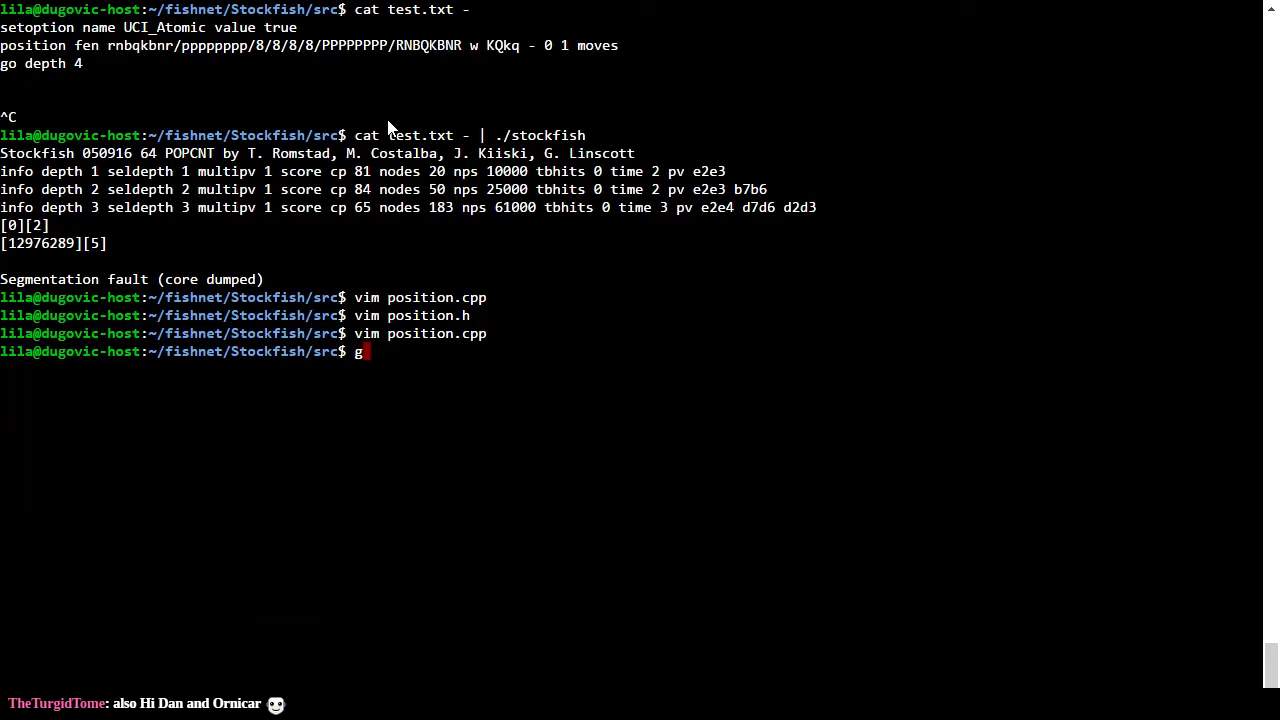 lila@dugovic-host:~/fishnet/Stockfish/src$ cat test.txt -
setoption name UCI_Atomic value true
position fen rnbqkbnr/pppppppp/8/8/8/8/PPPPPPPP/RNBQKBNR w KQkq - 0 1 moves
go depth 4
^C
lila@dugovic-host:~/fishnet/Stockfish/src$ cat test.txt - | ./stockfish
Stockfish 050916 64 POPCNT by T. Romstad, M. Costalba, J. Kiiski, G. Linscott
info depth 1 seldepth 1 multipv 1 score cp 81 nodes 20 nps 10000 tbhits 0 time 2 pv e2e3
info depth 2 seldepth 2 multipv 1 score cp 84 nodes 50 nps 25000 tbhits 0 time 2 pv e2e3 b7b6
info depth 3 seldepth 3 multipv 1 score cp 65 nodes 183 nps 61000 tbhits 0 time 3 pv e2e4 d7d6 d2d3
[0][2]
[12976289][5]
Segmentation fault (core dumped)
lila@dugovic-host:~/fishnet/Stockfish/src$ vim position.cpp
lila@dugovic-host:~/fishnet/Stockfish/src$ vim position.h
lila@dugovic-host:~/fishnet/Stockfish/src$ vim position.cpp
lila@dugovic-host:~/fishnet/Stockfish/src$ g
TheTurgidTome: also Hi Dan and Ornicar